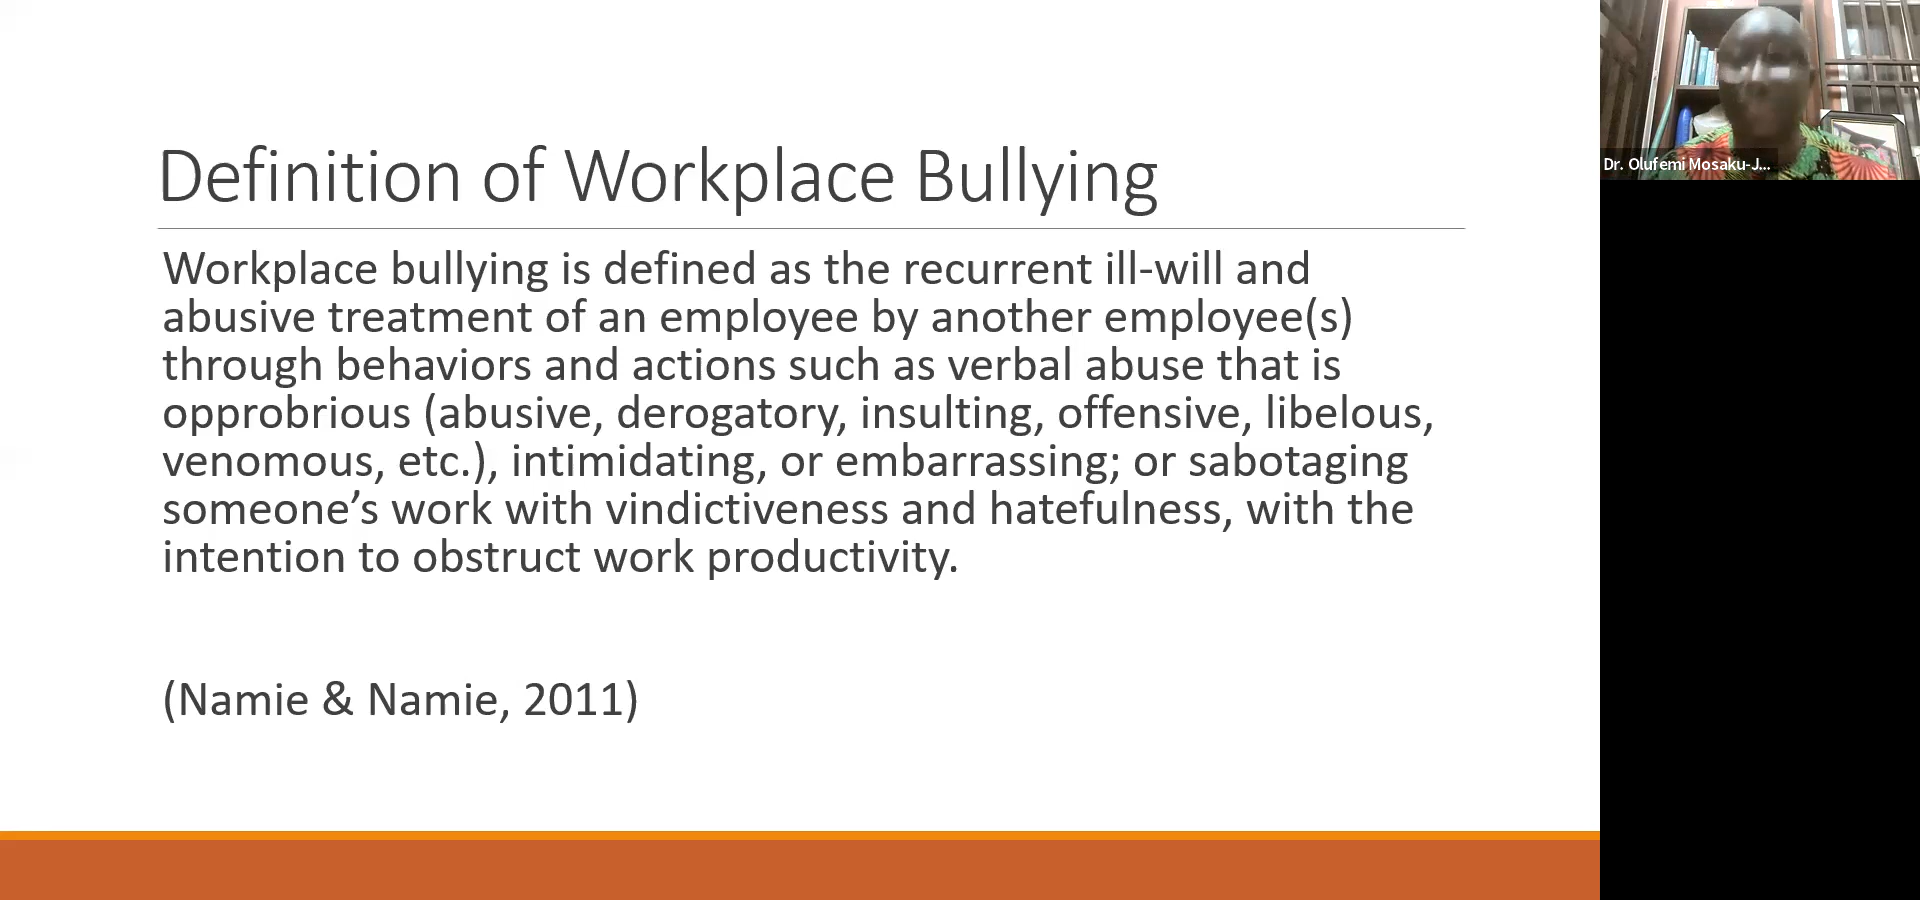 Definition of Workplace Bullying
Workplace bullying is defined as the recurrent ill-will and
abusive treatment of an employee by another employee(s)
through behaviors and actions such as verbal abuse that is
opprobrious (abusive, derogatory, insulting, offensive, libelous,
venomous, etc.), intimidating, or embarrassing; or sabotaging
someone’s work with vindictiveness and hatefulness, with the
intention to obstruct work productivity.
(Namie & Namie, 2011)
Dr. Olufemi Mosaku-J...